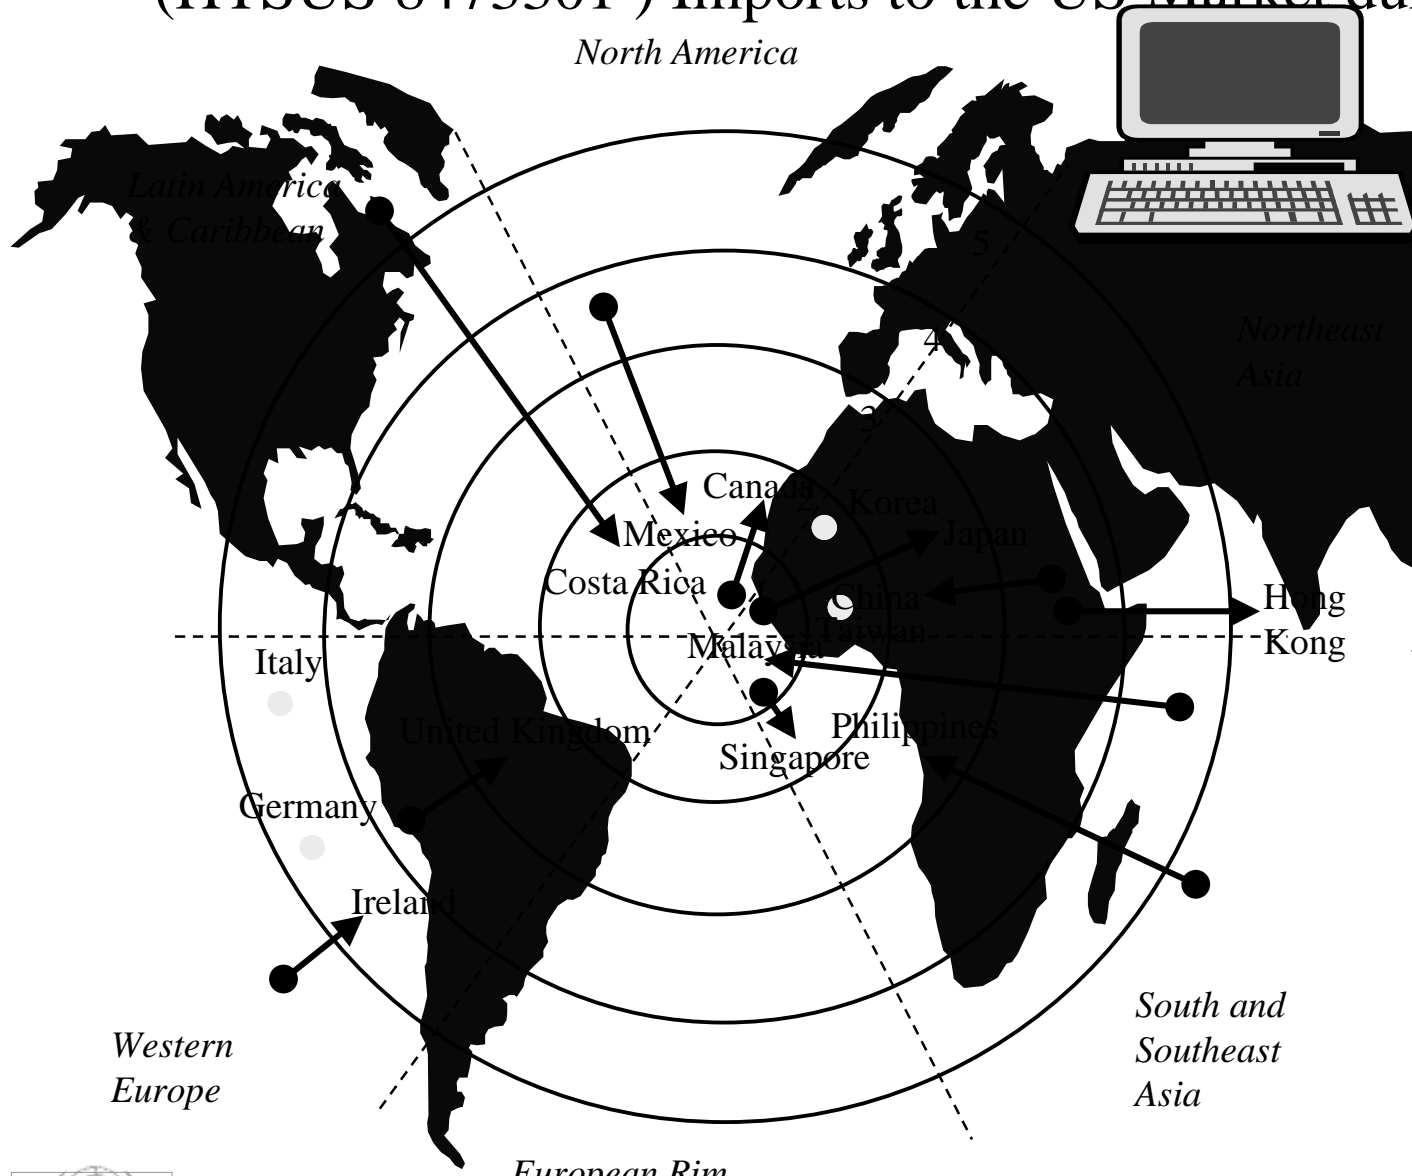 (HTSUS 8473301 ) Imports to the US Market du
North America
Latin America
& Caribbean
5
Northeast
Asia
4
3
Canada
2
Korea
Mexico
Japan
Costa Rica
China
Hong
Kong
Taiwan
Malaysia
Italy
United Kingdom
Philippines
Singapore
Germany
Ireland
South and
Southeast
Asia
Western
Europe
European Rim